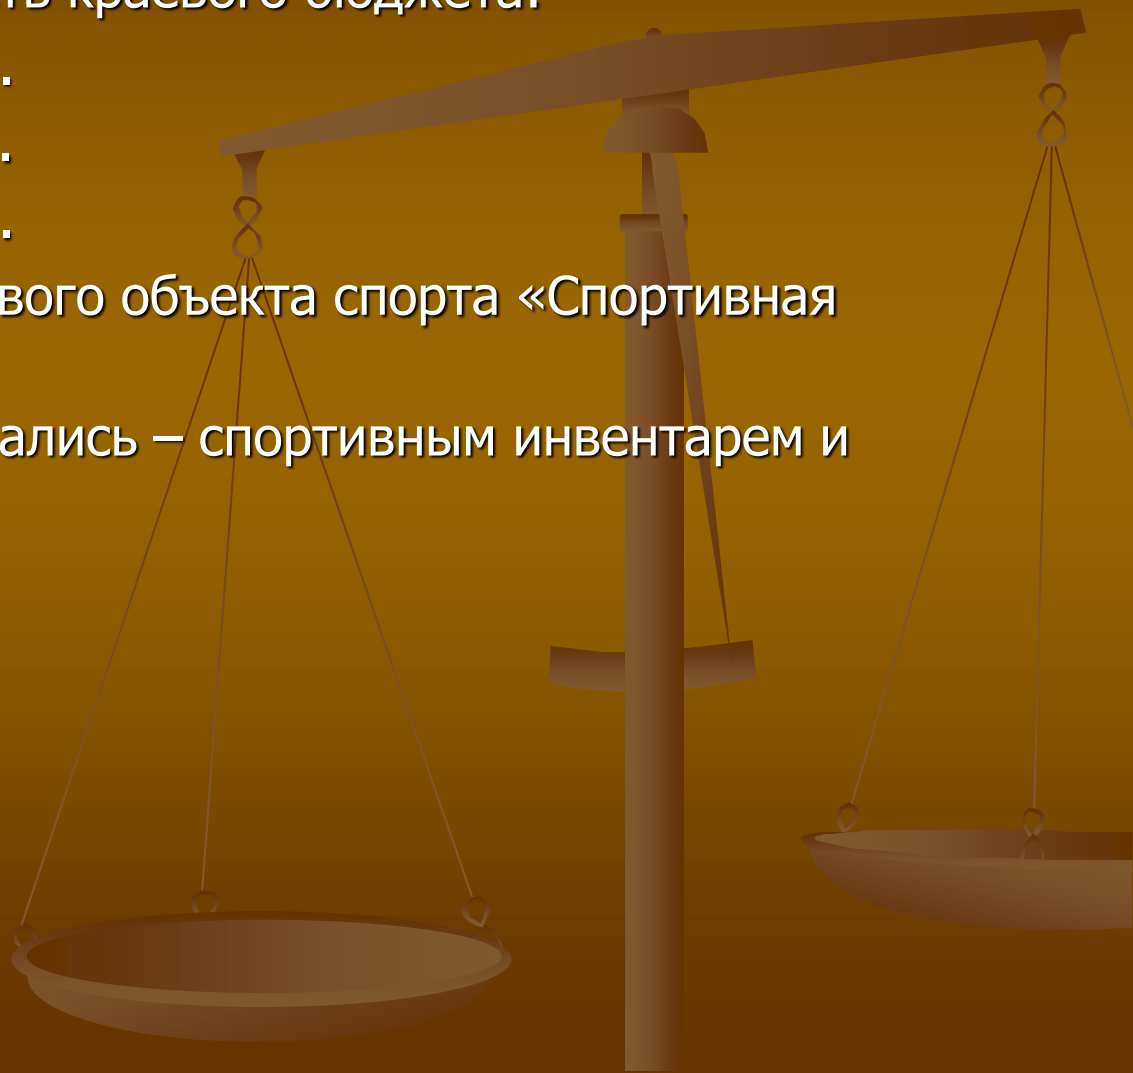 ть краевого бюджета:
.
.
.
вого объекта спорта «Спортивная
ались – спортивным инвентарем и